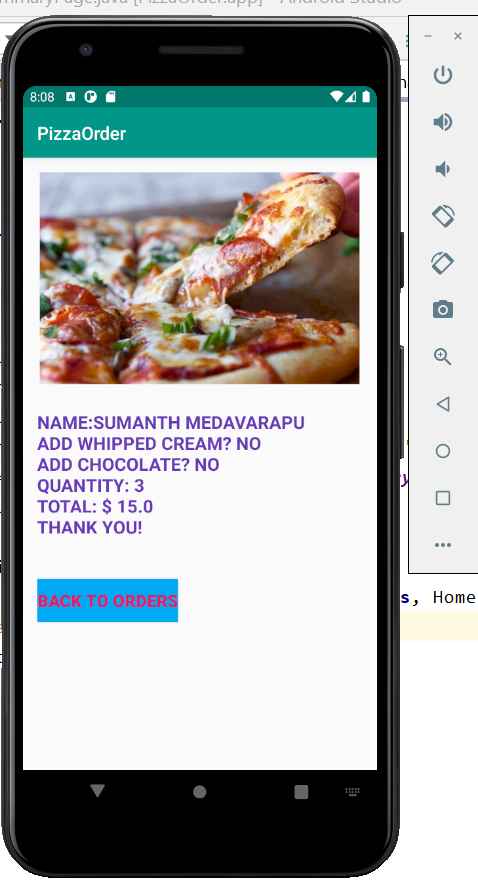 mmaryPage.java [PizzaOrder.app] - Android Studio
8:08
PizzaOrder
NAME:SUMANTH MEDAVARAPU
ADD WHIPPED CREAM? NO
ADD CHOCOLATE? NO
QUANTITY: 3
TOTAL: $ 15.0
THANK YOU!
BACK TO ORDERS
s, Home